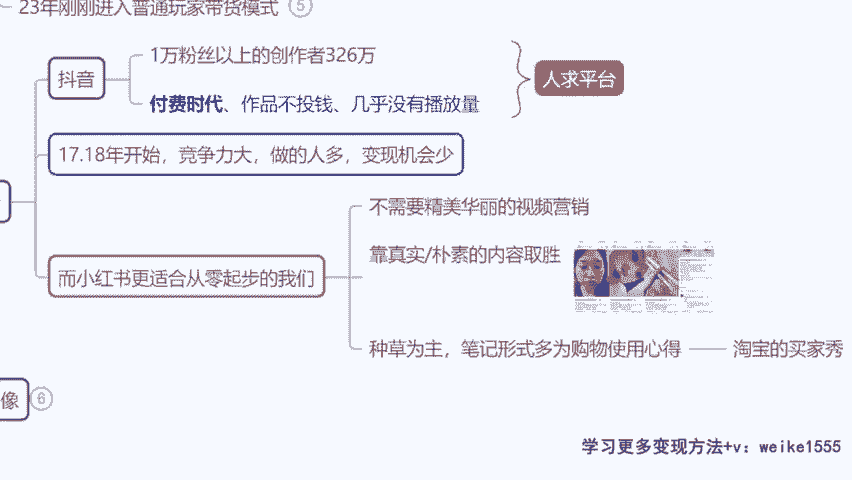 23年刚刚进入普通玩家带货模式 5
抖音
1万粉丝以上的创作者326万
付费时代、作品不投钱、几乎没有播放量
人求平台
17.18年开始，竞争力大，做的人多，变现机会少
而小红书更适合从零起步的我们
不需要精美华丽的视频营销
靠真实/朴素的内容取胜
种草为主，笔记形式多为购物使用心得
淘宝的买家秀
像 6
学习更多变现方法+v：weike1555